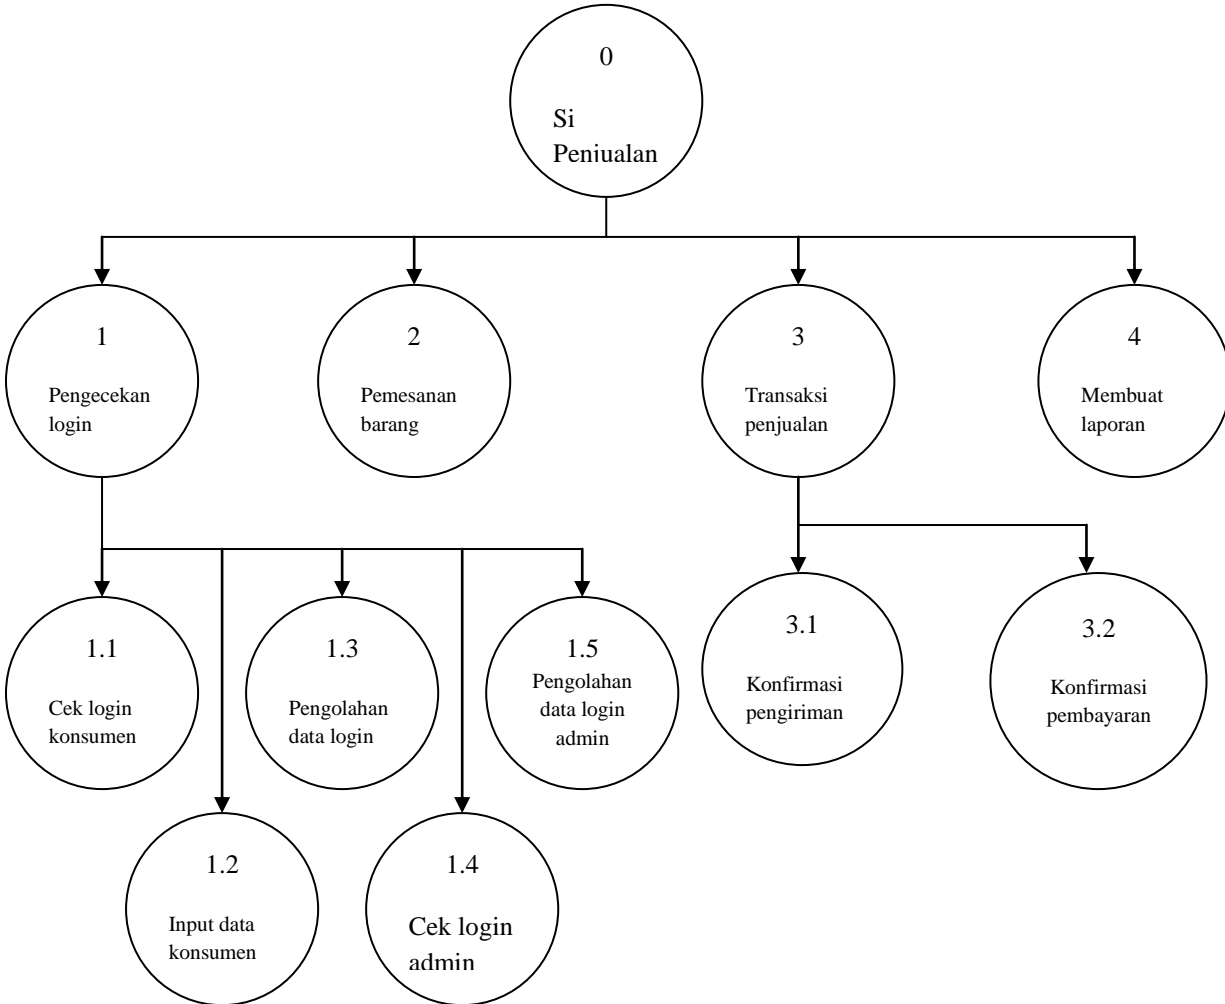 0
Si
Penjualan
1
Pengecekan
login
2
Pemesanan
barang
3
Transaksi
penjualan
4
Membuat
laporan
1.1
Cek login
konsumen
1.3
Pengolahan
data login
1.5
Pengolahan
data login
admin
3.1
Konfirmasi
pengiriman
3.2
Konfirmasi
pembayaran
1.2
Input data
konsumen
1.4
Cek login
admin